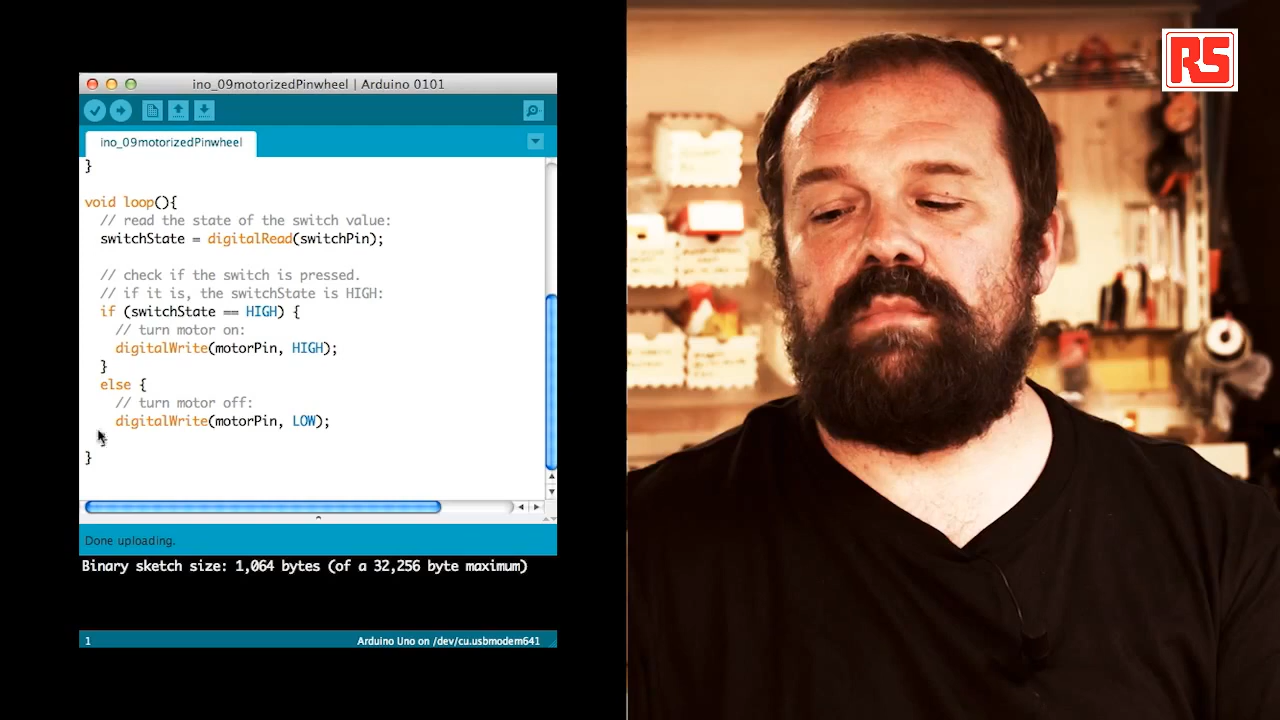 ino_09motorizedPinwheel | Arduino 0101
ino_09motorizedPinwheel
}
void loop(){
// read the state of the switch value:
switchState = digitalRead(switchPin);
// check if the switch is pressed.
// if it is, the switchState is HIGH:
if (switchState == HIGH) {
// turn motor on:
digitalWrite(motorPin, HIGH);
}
else {
// turn motor off:
digitalWrite(motorPin, LOW);
}
}
Done uploading.
Binary sketch size: 1,064 bytes (of a 32,256 byte maximum)
1 Arduino Uno on /dev/cu.usbmodem641
RS